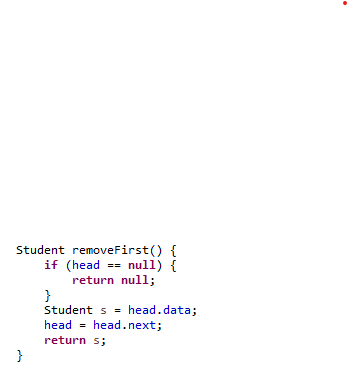 Student removeFirst() {
    if (head == null) {
        return null;
    }
    Student s = head.data;
    head = head.next;
    return s;
}